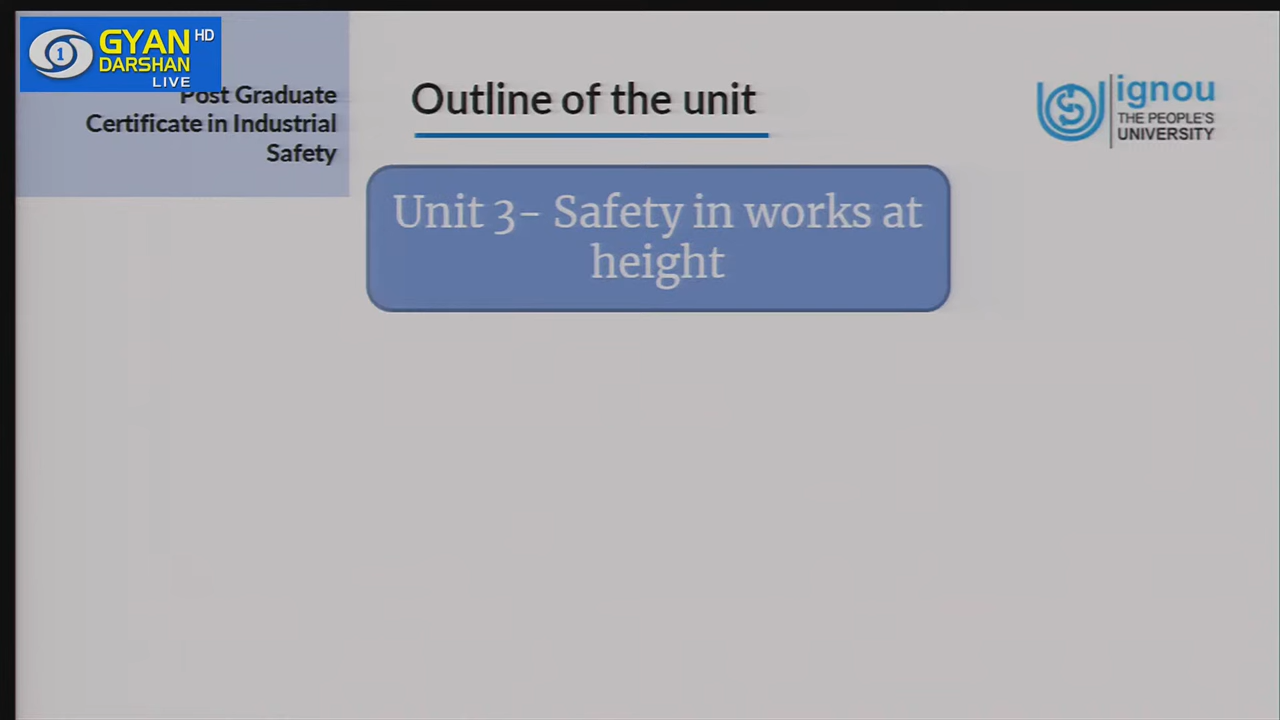 GYAN HD
DARSHAN
1
LIVE
Post Graduate
Certificate in Industrial
Safety
Outline of the unit
ignou
THE PEOPLE'S
UNIVERSITY
Unit 3- Safety in works at
height